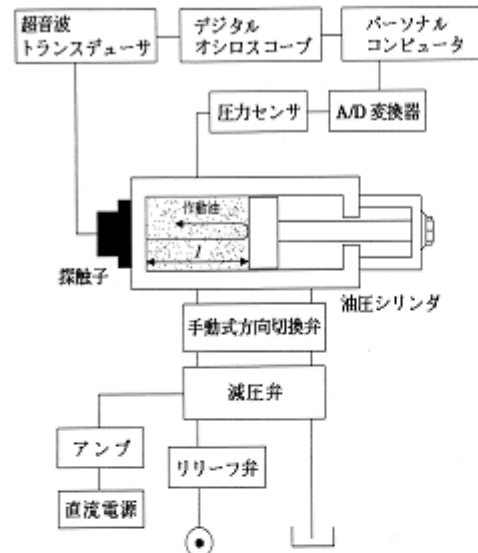 超音波
トランスデューサ
デジタル
オシロスコープ
パーソナル
コンピュータ
圧力センサ
A/D 変換器
作動油
l
探触子
油圧シリンダ
手動式方向切換弁
減圧弁
アンプ
リリーフ弁
直流電源